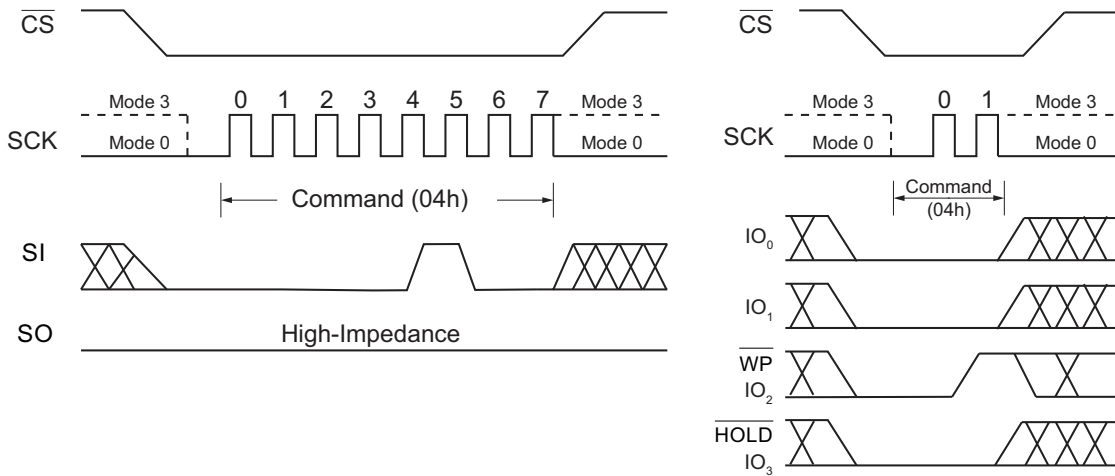 CS
Mode 3
0 1 2 3 4 5 6 7
Mode 3
SCK
Mode 0
Mode 0
Command (04h)
SI
SO
High-Impedance
CS
Mode 3
0 1
Mode 3
SCK
Mode 0
Mode 0
Command
(04h)
IO0
IO1
WP
IO2
HOLD
IO3